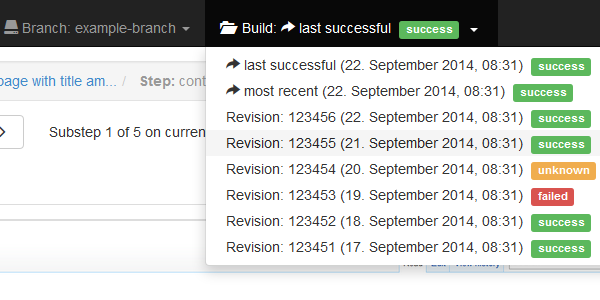 Branch: example-branch
Build: last successful success
last successful (22. September 2014, 08:31) success
page with title am... / Step: cont
most recent (22. September 2014, 08:31) success
Revision: 123456 (22. September 2014, 08:31) success
Substep 1 of 5 on curren
Revision: 123455 (21. September 2014, 08:31) success
Revision: 123454 (20. September 2014, 08:31) unknown
Revision: 123453 (19. September 2014, 08:31) failed
Revision: 123452 (18. September 2014, 08:31) success
Revision: 123451 (17. September 2014, 08:31) success